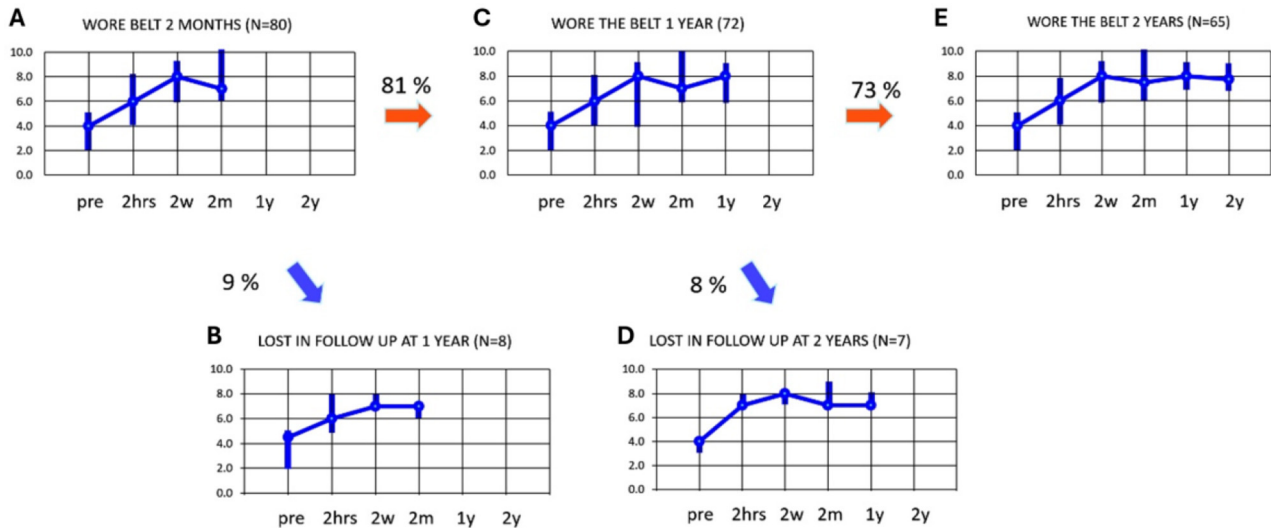 A
WORE BELT 2 MONTHS (N=80)
10.0
8.0
6.0
4.0
2.0
0.0
pre 2hrs 2w 2m 1y 2y
81 %
C
WORE THE BELT 1 YEAR (72)
10.0
8.0
6.0
4.0
2.0
0.0
pre 2hrs 2w 2m 1y 2y
73 %
E
WORE THE BELT 2 YEARS (N=65)
10.0
8.0
6.0
4.0
2.0
0.0
pre 2hrs 2w 2m 1y 2y
9 %
8 %
B
LOST IN FOLLOW UP AT 1 YEAR (N=8)
10.0
8.0
6.0
4.0
2.0
0.0
pre 2hrs 2w 2m 1y 2y
D
LOST IN FOLLOW UP AT 2 YEARS (N=7)
10.0
8.0
6.0
4.0
2.0
0.0
pre 2hrs 2w 2m 1y 2y